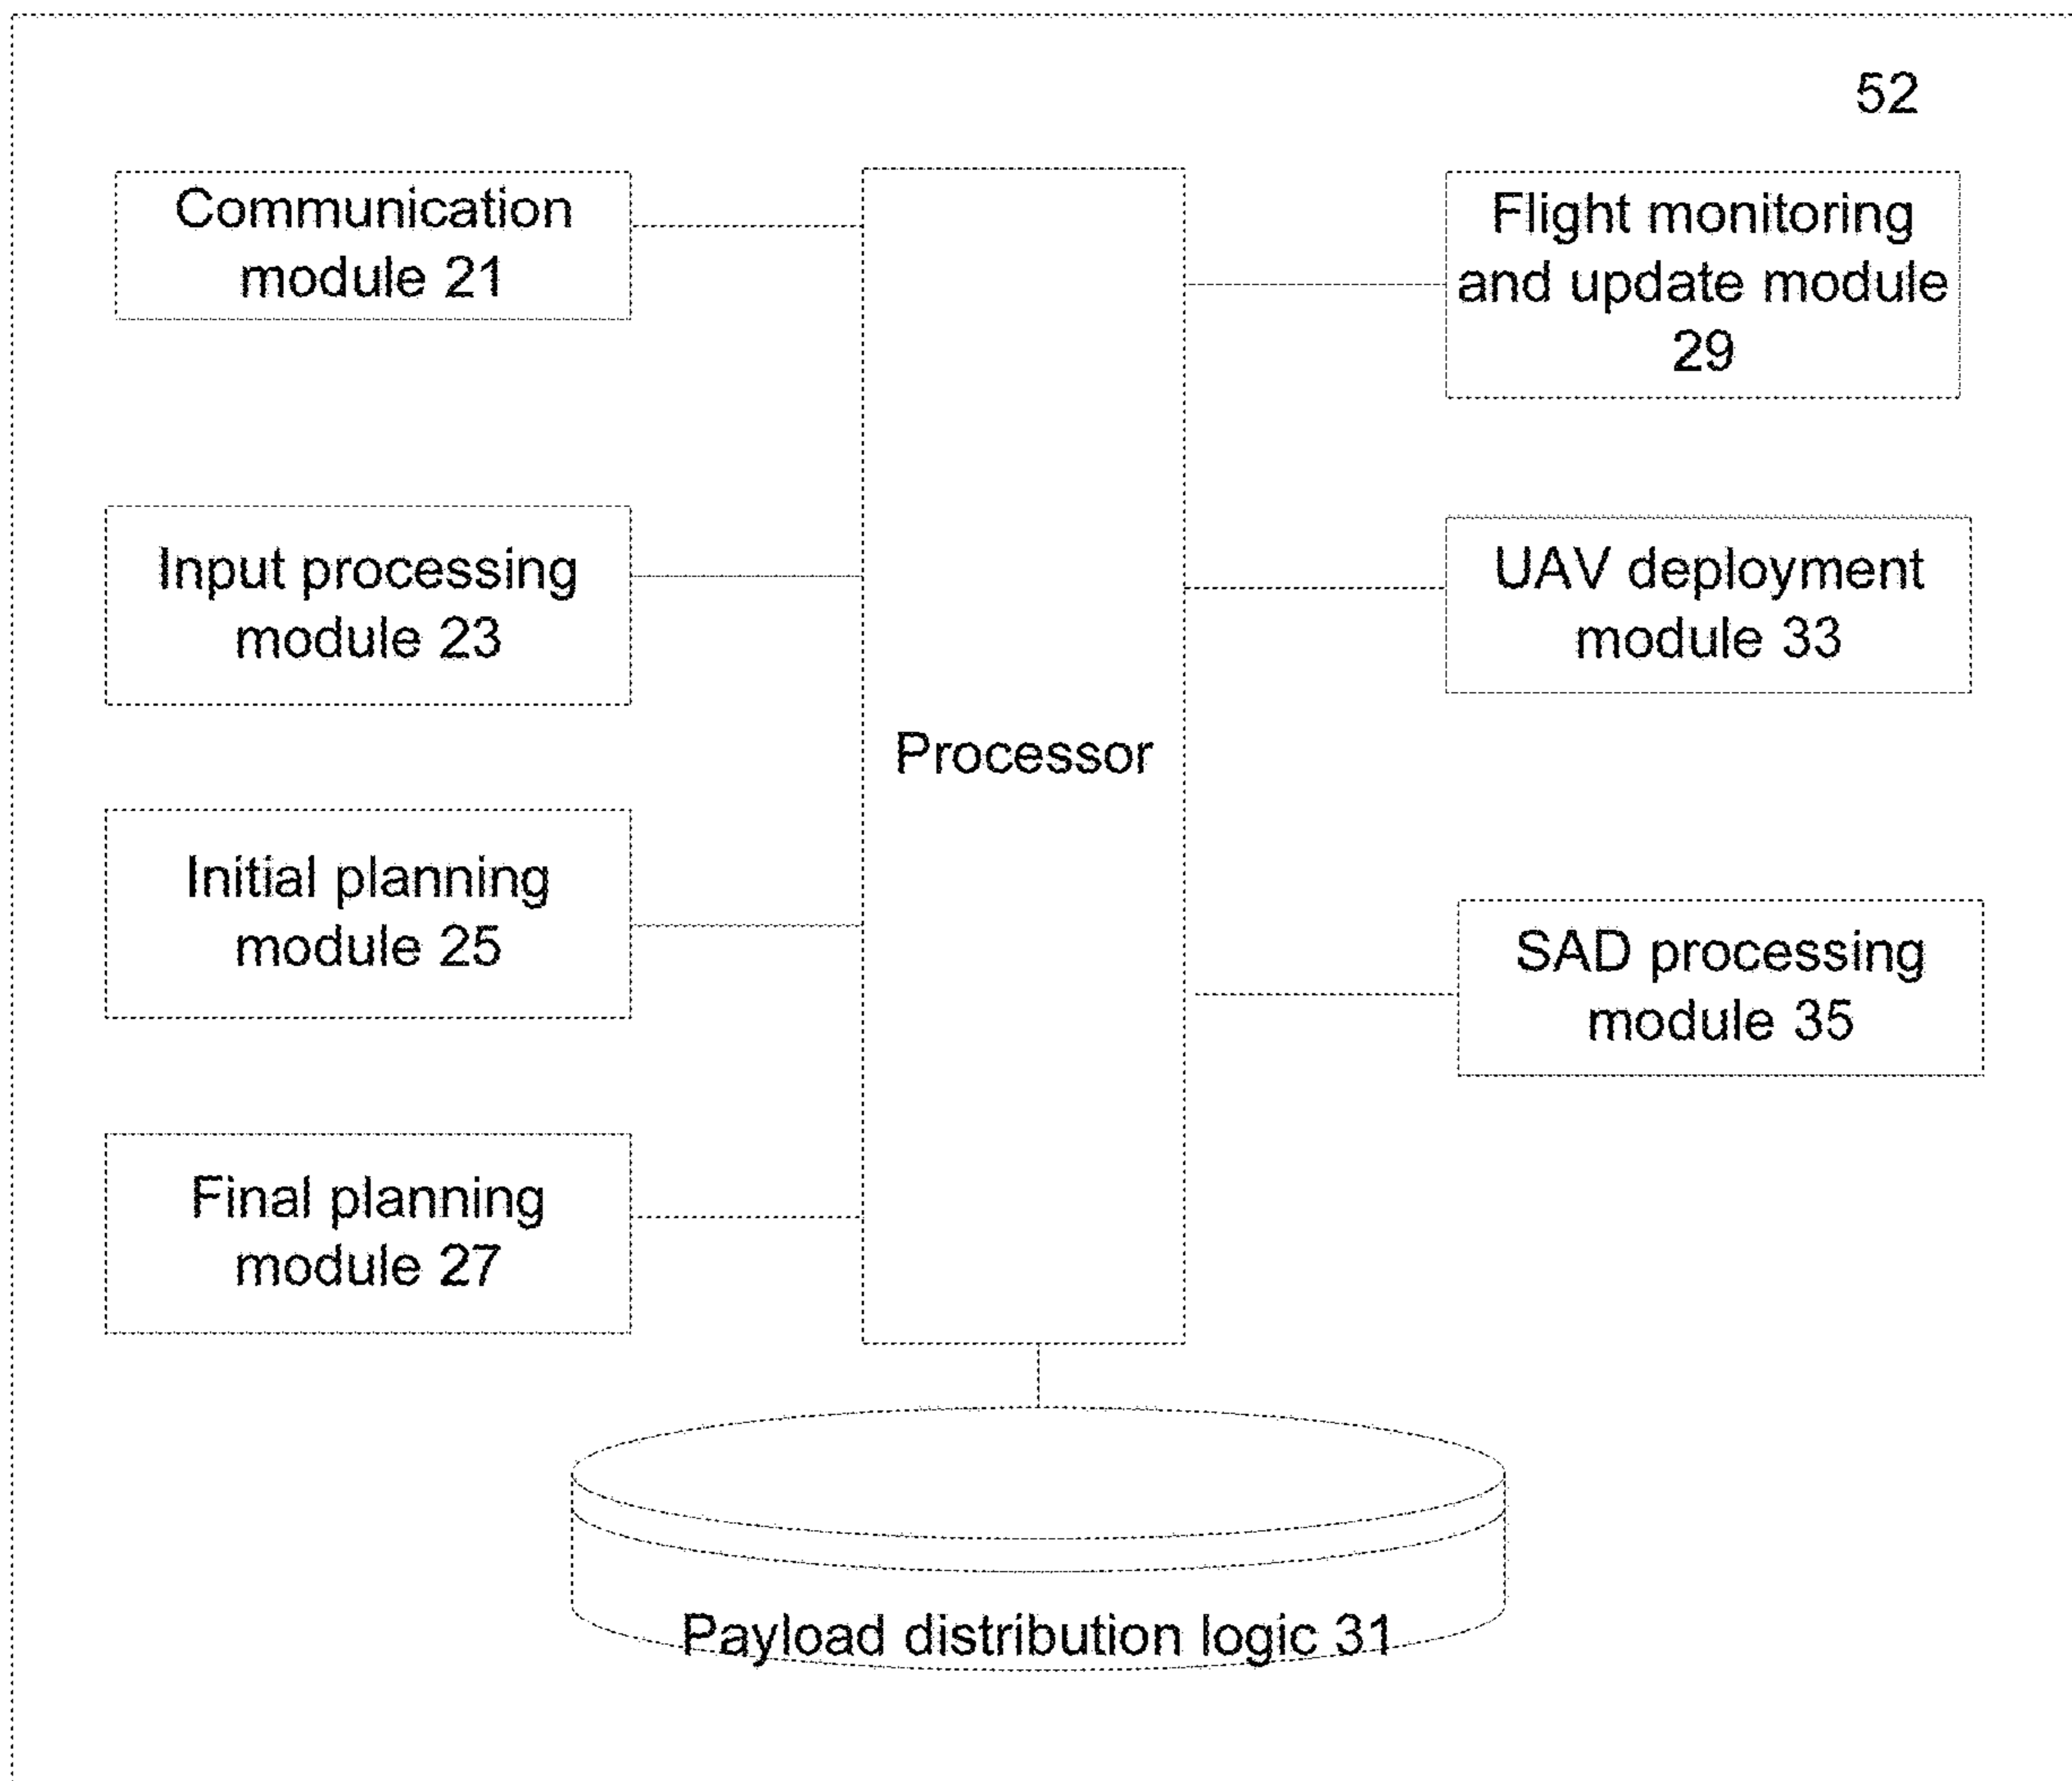 52
Communication
module 21
Flight monitoring
and update module
29
Input processing
module 23
UAV deployment
module 33
Processor
Initial planning
module 25
SAD processing
module 35
Final planning
module 27
Payload distribution logic 31